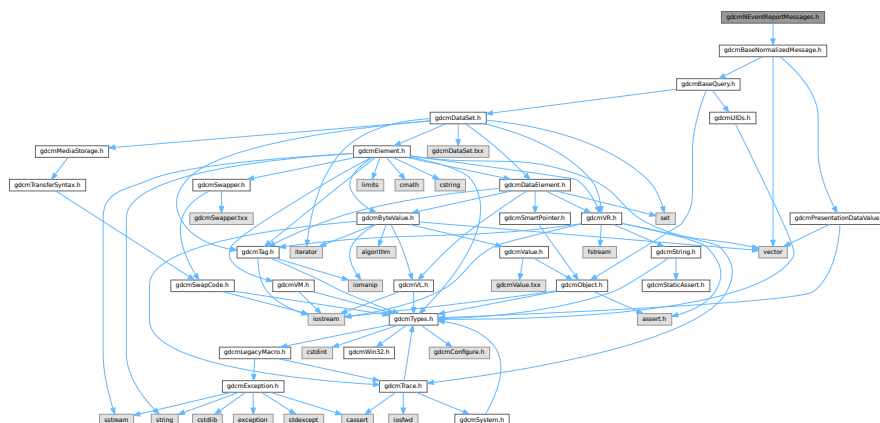 gdcmNEventReportMessages.h
gdcmBaseNormalizedMessage.h
gdcmBaseQuery.h
gdcmDataSet.h
gdcmUIDs.h
gdcmMediaStorage.h
gdcmElement.h
gdcmDataSet.txx
gdcmTransferSyntax.h
gdcmSwapper.h
limits
cmath
cstring
gdcmDataElement.h
gdcmSwapper.txx
gdcmByteValue.h
gdcmSmartPointer.h
gdcmVR.h
set
gdcmPresentationDataValue
gdcmTag.h
iterator
algorithm
gdcmValue.h
fstream
gdcmString.h
vector
gdcmSwapCode.h
gdcmVM.h
iomanip
gdcmVL.h
gdcmValue.txx
gdcmObject.h
gdcmStaticAssert.h
iostream
gdcmTypes.h
assert.h
gdcmLegacyMacro.h
cstdint
gdcmWin32.h
gdcmConfigure.h
gdcmException.h
gdcmTrace.h
sstream
string
cstdlib
exception
stdexcept
cassert
iosfwd
gdcmSystem.h